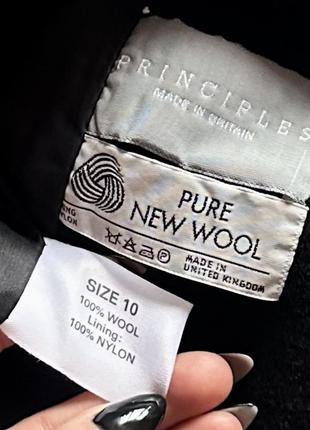 PRINCIPLES
MADE IN BRITAIN
PURE
NEW WOOL
MADE IN
UNITED KINGDOM
SIZE 10
100% WOOL
Lining:
100% NYLON